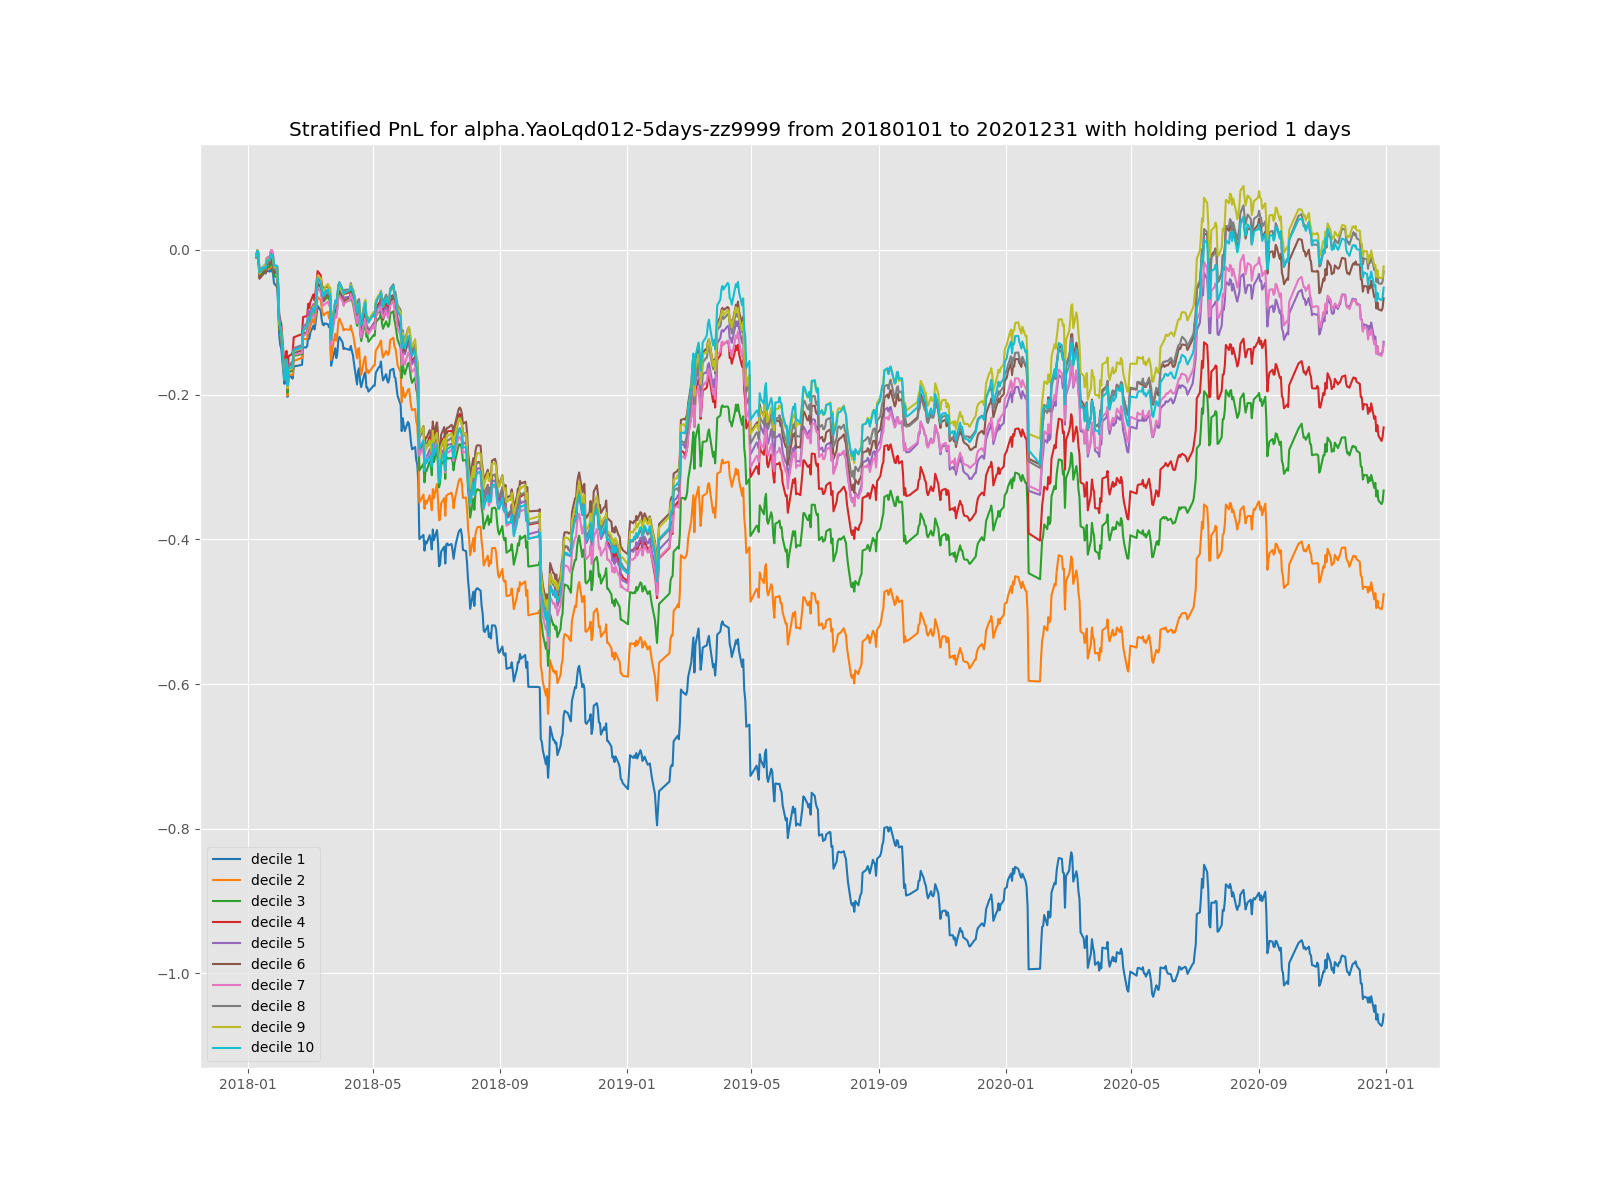 Stratified PnL for alpha.YaoLqd012-5days-zz9999 from 20180101 to 20201231 with holding period 1 days
0.0
−0.2
−0.4
−0.6
−0.8
−1.0
decile 1
decile 2
decile 3
decile 4
decile 5
decile 6
decile 7
decile 8
decile 9
decile 10
2018-01 2018-05 2018-09 2019-01 2019-05 2019-09 2020-01 2020-05 2020-09 2021-01